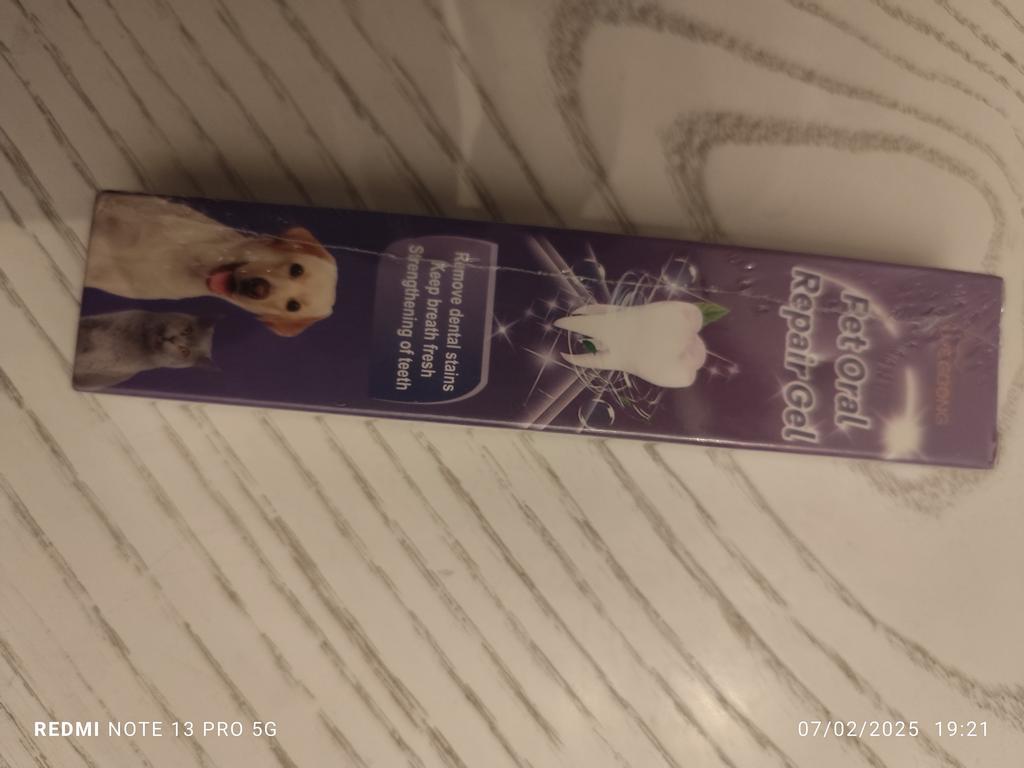 Pet Oral
Repair Gel
Remove dental stains
Keep breath fresh
Strengthening of teeth
REDMI NOTE 13 PRO 5G
07/02/2025 19:21